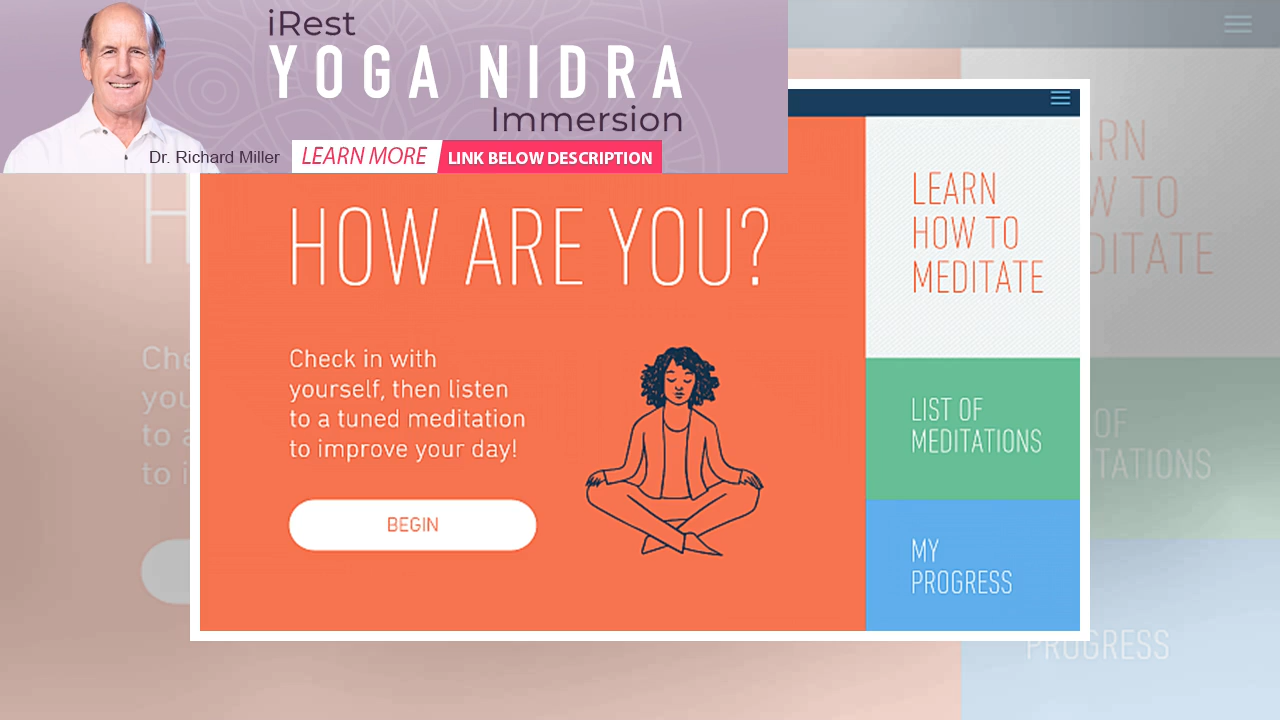 iRest
YOGA NIDRA
Immersion
Dr. Richard Miller
LEARN MORE
LINK BELOW DESCRIPTION
HOW ARE YOU?
Check in with
yourself, then listen
to a tuned meditation
to improve your day!
BEGIN
LEARN
HOW TO
MEDITATE
LIST OF
MEDITATIONS
MY
PROGRESS
PROGRESS